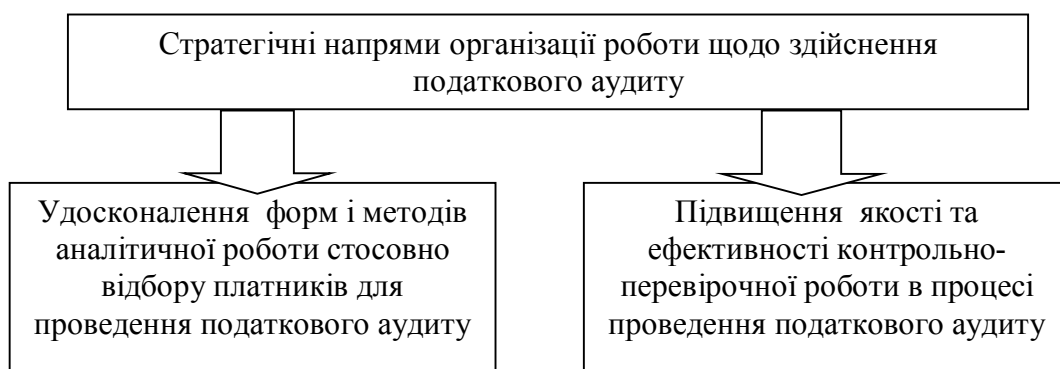 Стратегічні напрями організації роботи щодо здійснення
податкового аудиту
Удосконалення форм і методів
аналітичної роботи стосовно
відбору платників для
проведення податкового аудиту
Підвищення якості та
ефективності контрольно-
перевірочної роботи в процесі
проведення податкового аудиту